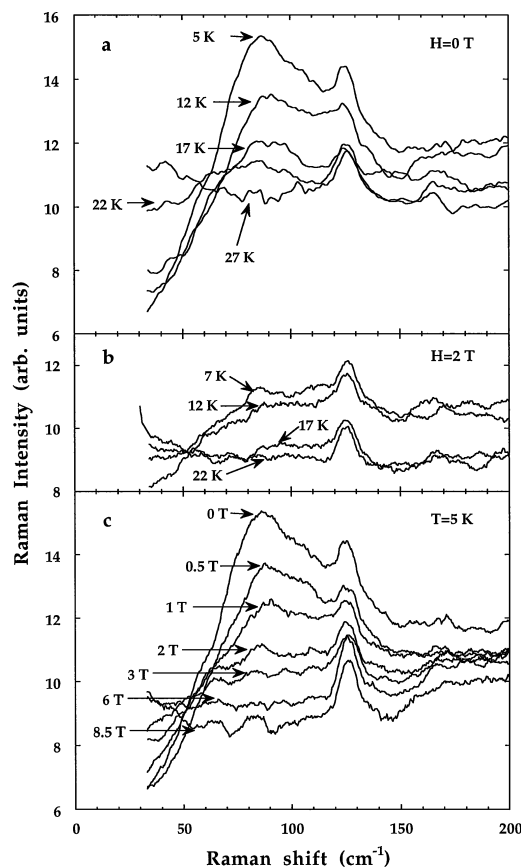 16
a
5 K
H=0 T
14
12 K
12
17 K
10
22 K
27 K
8
6
b
H=2 T
12
7 K
12 K
10
17 K
22 K
8
c
0 T
T=5 K
14
0.5 T
12
1 T
2 T
10
3 T
6 T
8
8.5 T
6
0 50 100 150 200
Raman Intensity (arb. units)
Raman shift (cm-1)